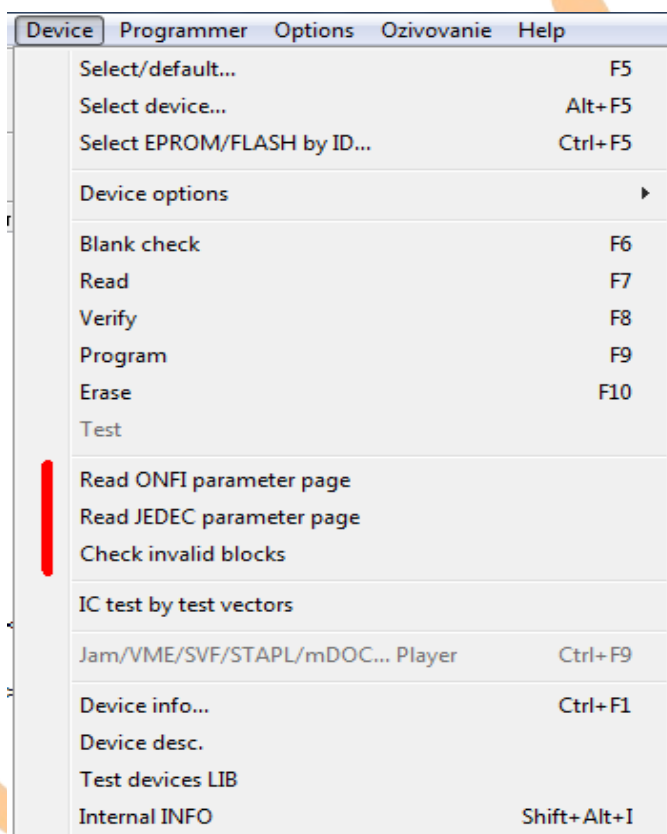 Device Programmer Options Ozivovanie Help
Select/default... F5
Select device... Alt+F5
Select EPROM/FLASH by ID... Ctrl+F5
Device options
Blank check F6
Read F7
Verify F8
Program F9
Erase F10
Test
Read ONFI parameter page
Read JEDEC parameter page
Check invalid blocks
IC test by test vectors
Jam/VME/SVF/STAPL/mDOC... Player Ctrl+F9
Device info... Ctrl+F1
Device desc.
Test devices LIB
Internal INFO Shift+Alt+I